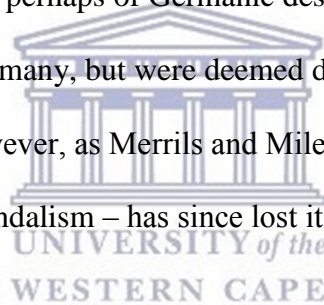 perhaps of Germanic des
many, but were deemed d
ever, as Merrils and Mile
ndalism – has since lost it
UNIVERSITY of the
WESTERN CAPE